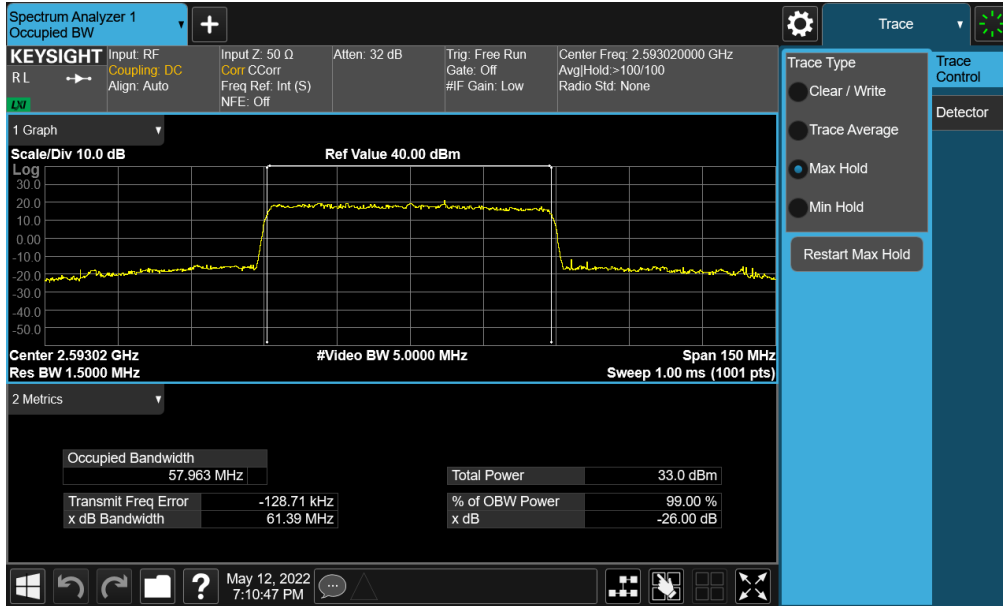 Spectrum Analyzer 1
Occupied BW
Trace
KEYSIGHT Input: RF Input Z: 50 Ω Atten: 32 dB Trig: Free Run Center Freq: 2.593020000 GHz
RL Coupling: DC Corr CCorr Gate: Off Avg|Hold:>100/100
Align: Auto Freq Ref: Int (S) #IF Gain: Low Radio Std: None
LXI NFE: Off
Trace Type
Clear / Write
Trace Average
Max Hold
Min Hold
Restart Max Hold
Trace
Control
Detector
1 Graph
Scale/Div 10.0 dB Ref Value 40.00 dBm
Log
30.0
20.0
10.0
0.00
-10.0
-20.0
-30.0
-40.0
-50.0
Center 2.59302 GHz #Video BW 5.0000 MHz Span 150 MHz
Res BW 1.5000 MHz Sweep 1.00 ms (1001 pts)
2 Metrics
Occupied Bandwidth
57.963 MHz Total Power 33.0 dBm
Transmit Freq Error -128.71 kHz % of OBW Power 99.00 %
x dB Bandwidth 61.39 MHz x dB -26.00 dB
? May 12, 2022
7:10:47 PM